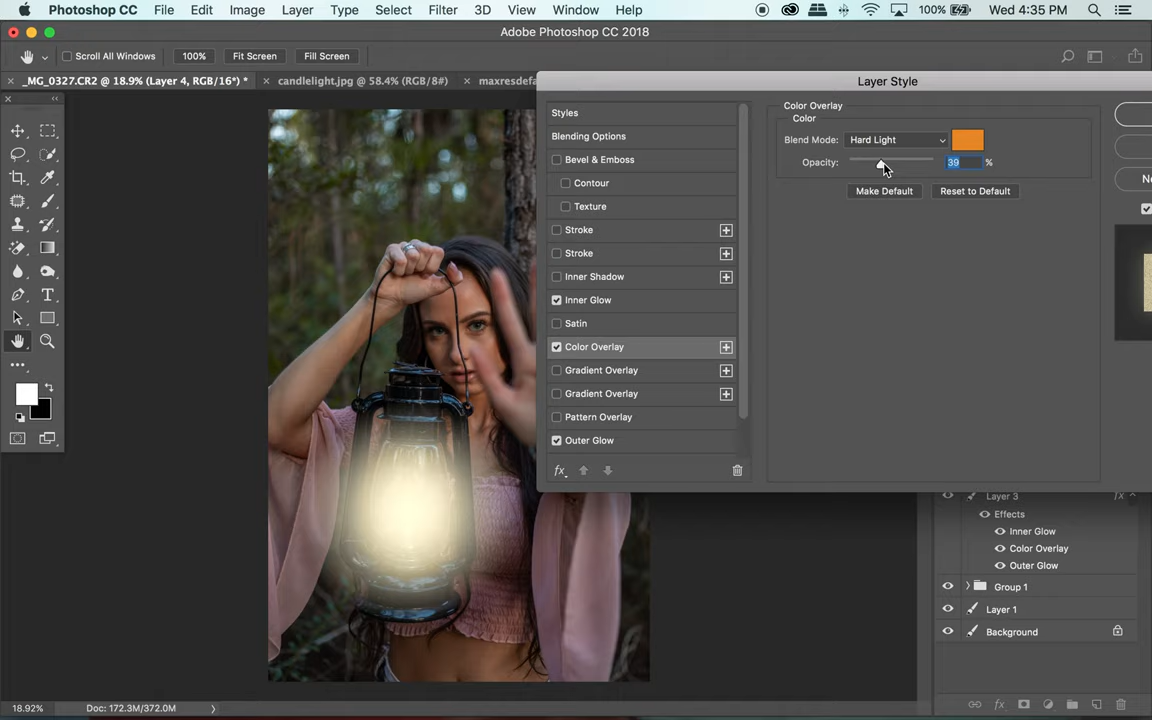 Photoshop CC File Edit Image Layer Type Select Filter 3D View Window Help 100% Wed 4:35 PM
Adobe Photoshop CC 2018
Scroll All Windows 100% Fit Screen Fill Screen
_MG_0327.CR2 @ 18.9% (Layer 4, RGB/16*) * candlelight.jpg @ 58.4% (RGB/8#) maxresdefa
Layer Style
Styles
Blending Options
Bevel & Emboss
Contour
Texture
Stroke
Stroke
Inner Shadow
Inner Glow
Satin
Color Overlay
Gradient Overlay
Gradient Overlay
Pattern Overlay
Outer Glow
fx
Color Overlay
Color
Blend Mode: Hard Light
Opacity: 39 %
Make Default Reset to Default
Ne
Layer 3 fx
Effects
Inner Glow
Color Overlay
Outer Glow
Group 1
Layer 1
Background
fx
18.92% Doc: 172.3M/372.0M